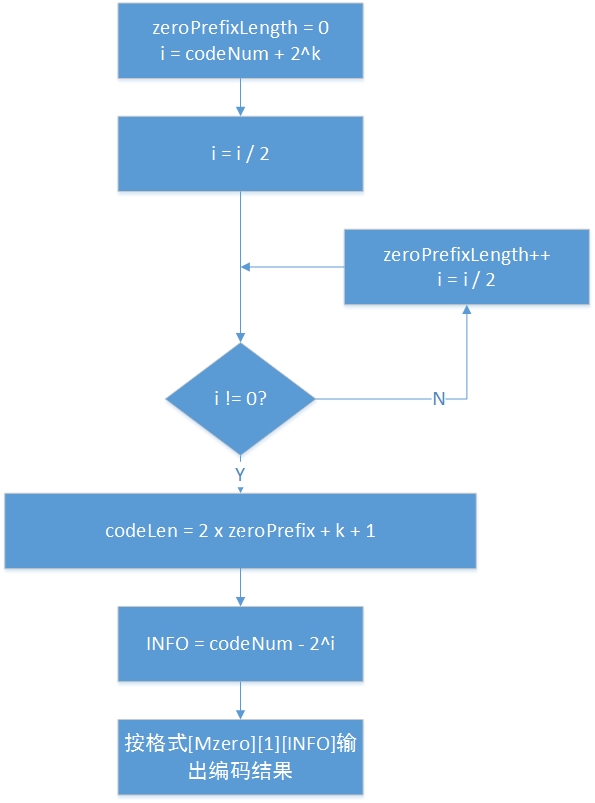 zeroPrefixLength = 0
i = codeNum + 2^k
i = i / 2
zeroPrefixLength++
i = i / 2
i != 0?
N
Y
codeLen = 2 x zeroPrefix + k + 1
INFO = codeNum - 2^i
按格式[Mzero][1][INFO]输
出编码结果